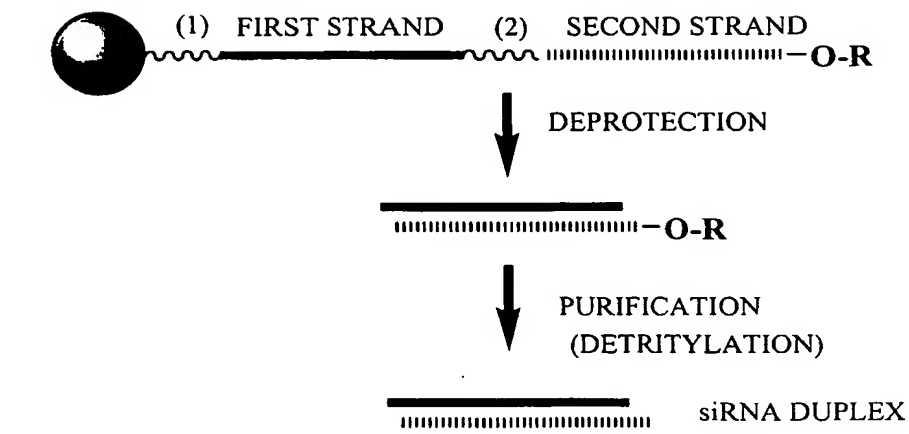 (1) FIRST STRAND (2) SECOND STRAND
O-R
DEPROTECTION
O-R
PURIFICATION
(DETRITYLATION)
siRNA DUPLEX